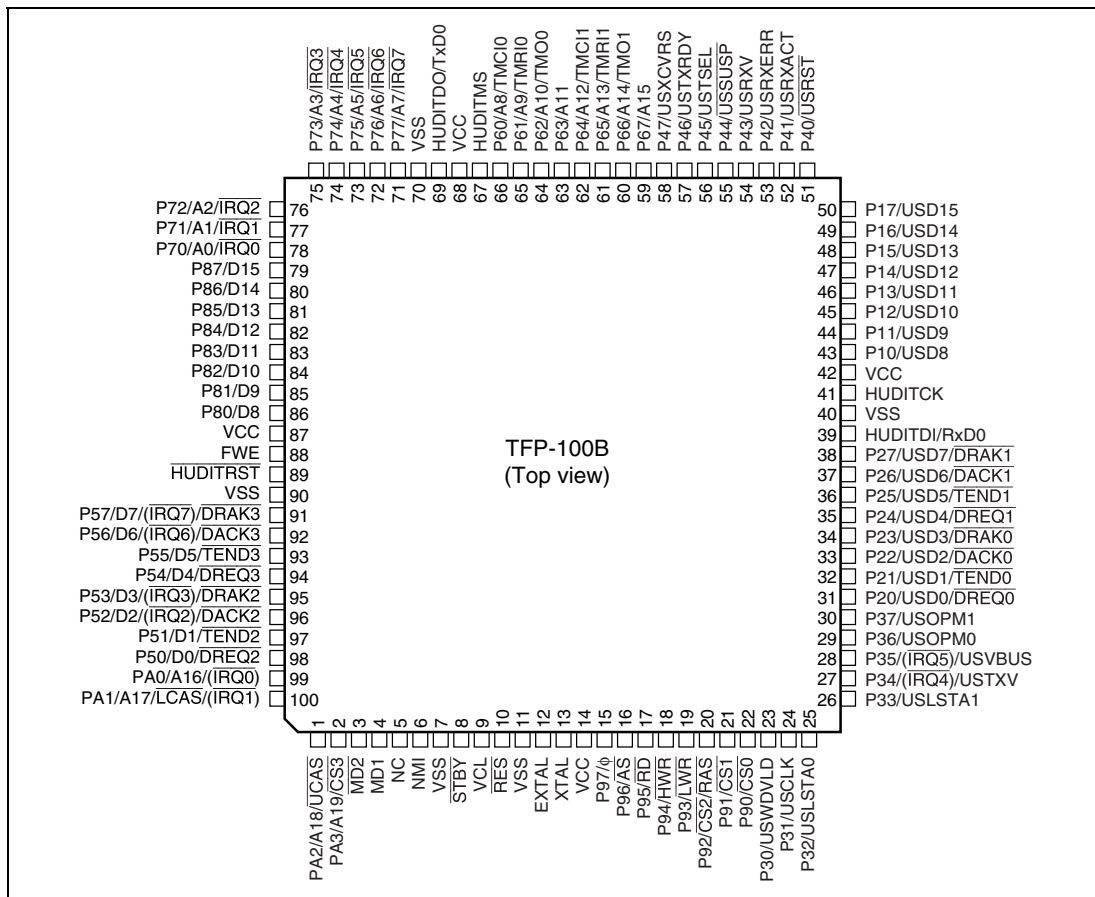 P73/A3/IRQ3
P74/A4/IRQ4
P75/A5/IRQ5
P76/A6/IRQ6
P77/A7/IRQ7
VSS
HUDITDO/TxD0
VCC
HUDITMS
P60/A8/TMCI0
P61/A9/TMRI0
P62/A10/TMO0
P63/A11
P64/A12/TMCI1
P65/A13/TMRI1
P66/A14/TMO1
P67/A15
P47/USXCVRS
P46/USTXRDY
P45/USTSEL
P44/USSUSP
P43/USRXV
P42/USRXERR
P41/USRXACT
P40/USRST
75 74 73 72 71 70 69 68 67 66 65 64 63 62 61 60 59 58 57 56 55 54 53 52 51
P72/A2/IRQ2 76
P71/A1/IRQ1 77
P70/A0/IRQ0 78
P87/D15 79
P86/D14 80
P85/D13 81
P84/D12 82
P83/D11 83
P82/D10 84
P81/D9 85
P80/D8 86
VCC 87
FWE 88
HUDITRST 89
VSS 90
P57/D7/(IRQ7)/DRAK3 91
P56/D6/(IRQ6)/DACK3 92
P55/D5/TEND3 93
P54/D4/DREQ3 94
P53/D3/(IRQ3)/DRAK2 95
P52/D2/(IRQ2)/DACK2 96
P51/D1/TEND2 97
P50/D0/DREQ2 98
PA0/A16/(IRQ0) 99
PA1/A17/LCAS/(IRQ1) 100
TFP-100B
(Top view)
50 P17/USD15
49 P16/USD14
48 P15/USD13
47 P14/USD12
46 P13/USD11
45 P12/USD10
44 P11/USD9
43 P10/USD8
42 VCC
41 HUDITCK
40 VSS
39 HUDITDI/RxD0
38 P27/USD7/DRAK1
37 P26/USD6/DACK1
36 P25/USD5/TEND1
35 P24/USD4/DREQ1
34 P23/USD3/DRAK0
33 P22/USD2/DACK0
32 P21/USD1/TEND0
31 P20/USD0/DREQ0
30 P37/USOPM1
29 P36/USOPM0
28 P35/(IRQ5)/USVBUS
27 P34/(IRQ4)/USTXV
26 P33/USLSTA1
1 2 3 4 5 6 7 8 9 10 11 12 13 14 15 16 17 18 19 20 21 22 23 24 25
PA2/A18/UCAS
PA3/A19/CS3
MD2
MD1
NC
NMI
VSS
STBY
VCL
RES
VSS
EXTAL
XTAL
VCC
P97/ϕ
P96/AS
P95/RD
P94/HWR
P93/LWR
P92/CS2/RAS
P91/CS1
P90/CS0
P30/USWDVLD
P31/USCLK
P32/USLSTA0